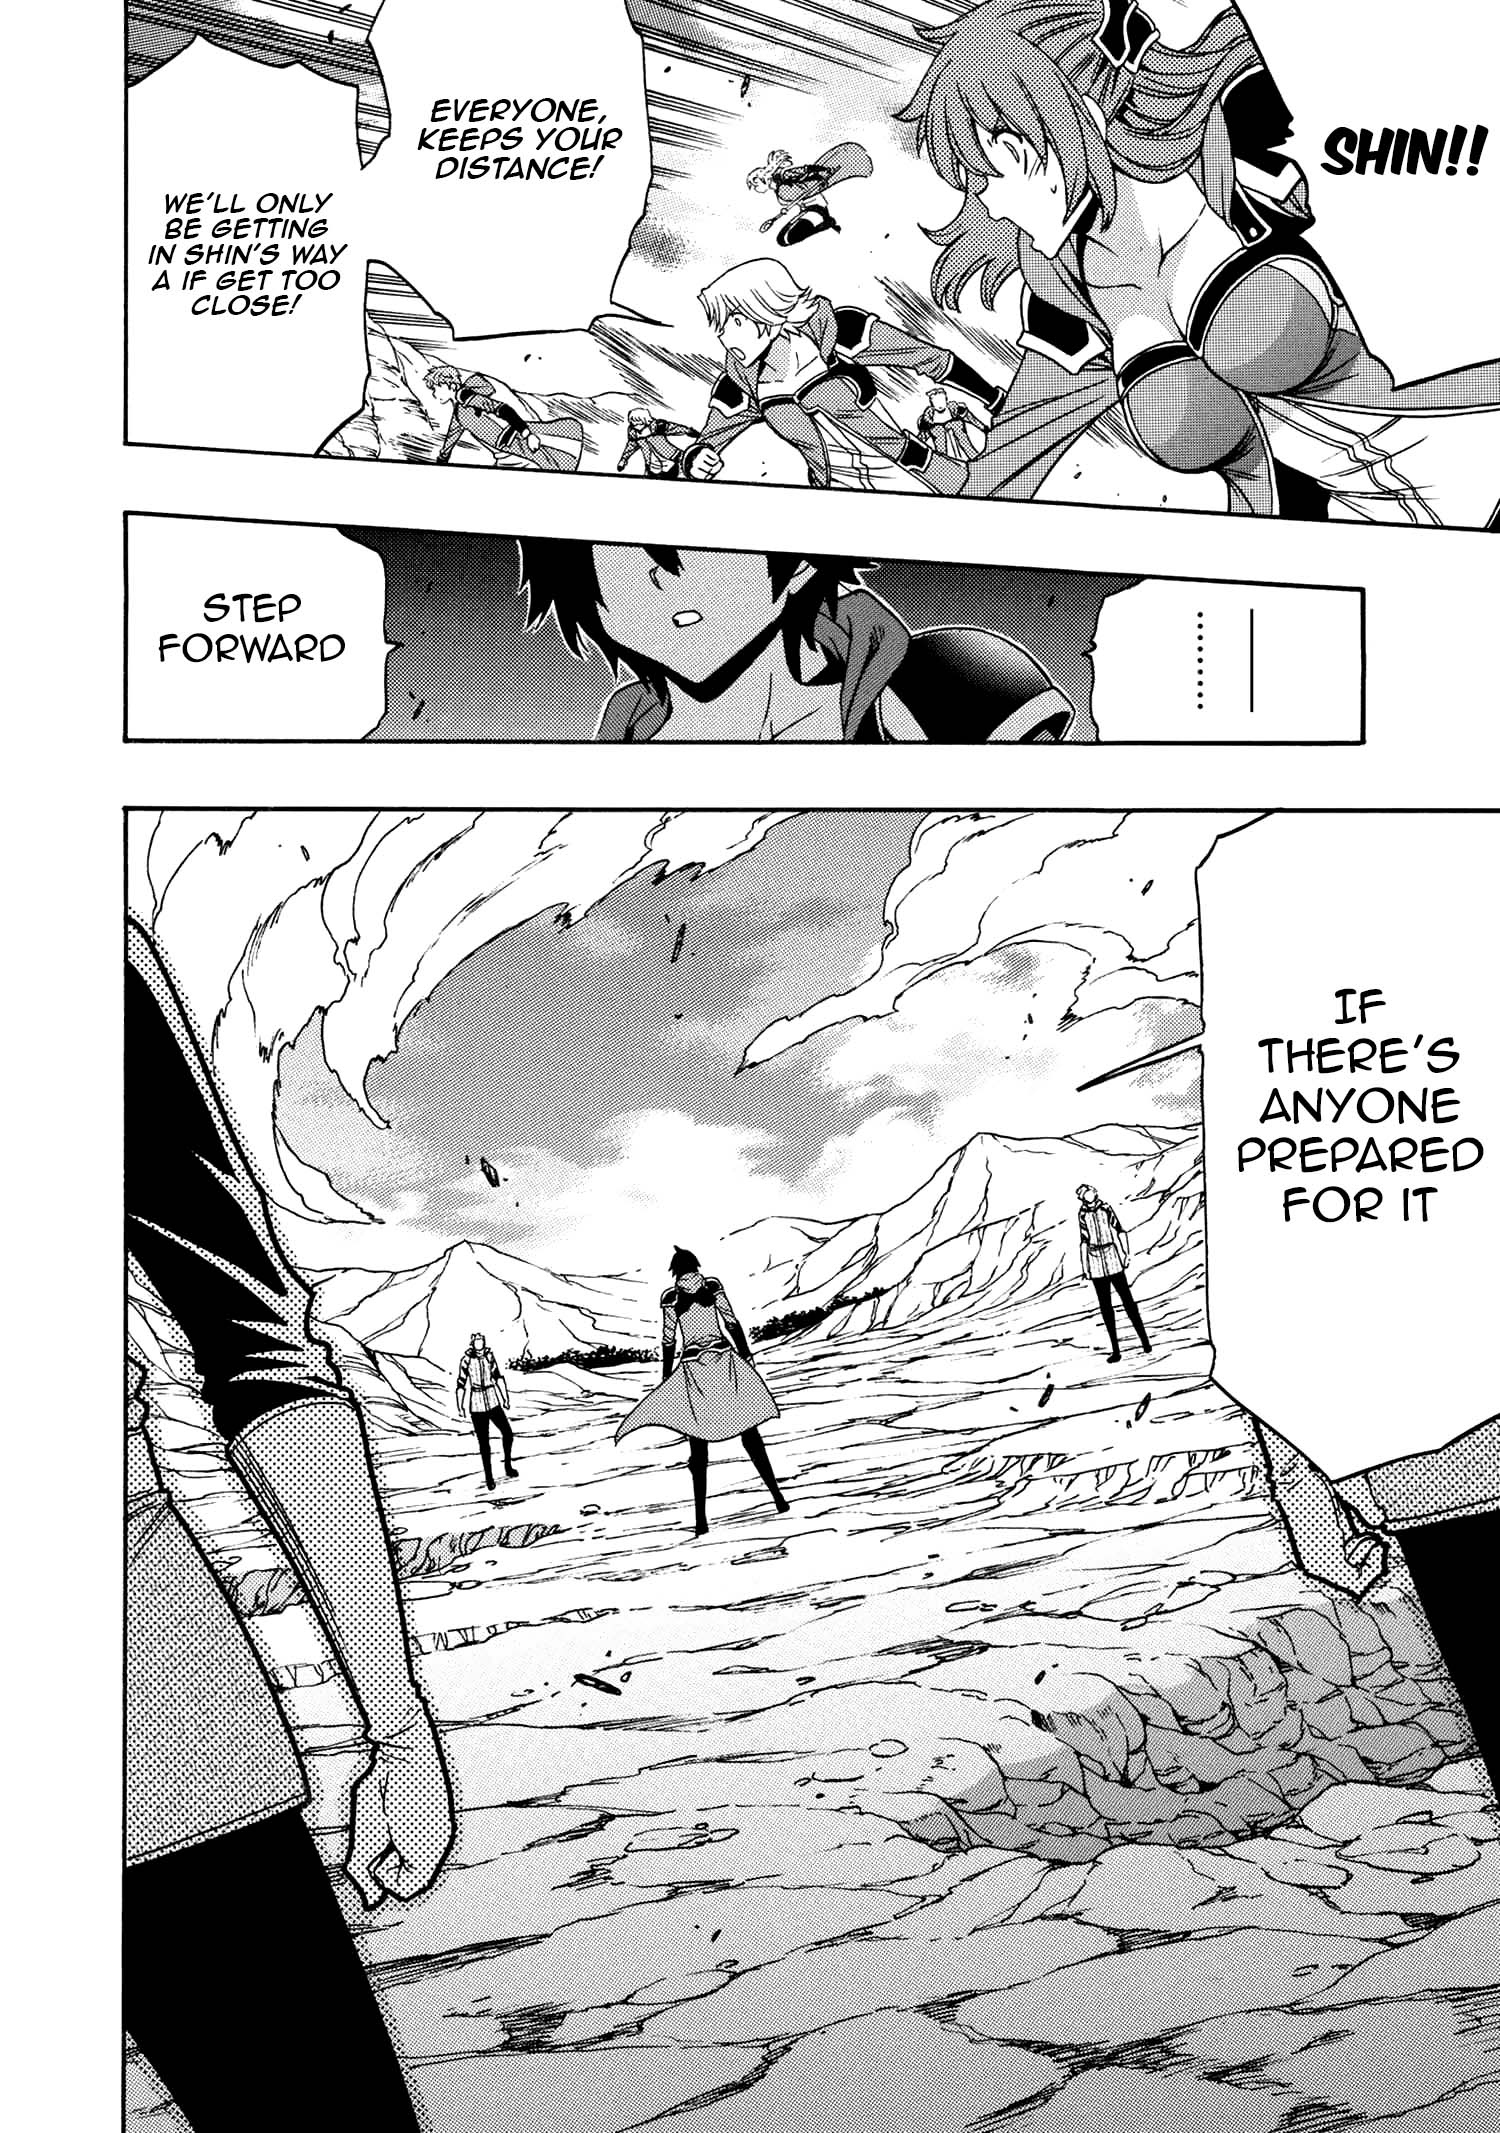 SHIN!!
EVERYONE,
KEEPS YOUR
DISTANCE!
WE'LL ONLY
BE GETTING
IN SHIN'S WAY
A IF GET TOO
CLOSE!
STEP
FORWARD
IF
THERE'S
ANYONE
PREPARED
FOR IT